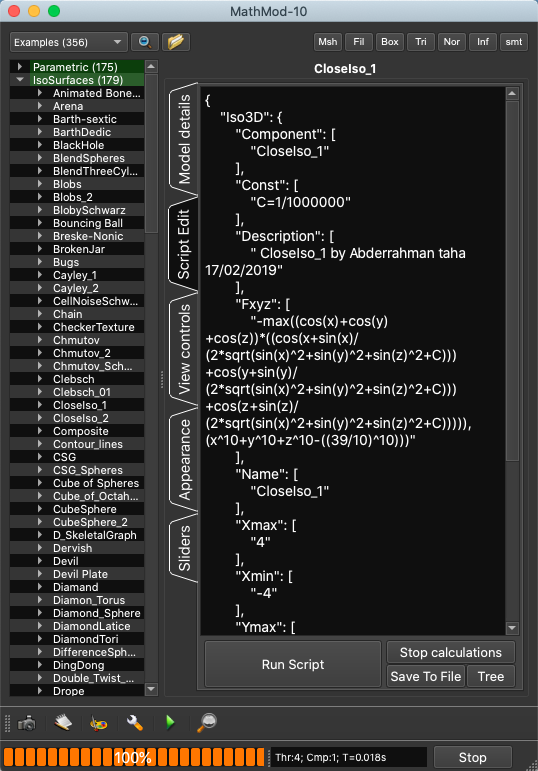 MathMod-10
Examples (356)
Msh Fil Box Tri Nor Inf smt
Parametric (175)
IsoSurfaces (179)
Animated Bone...
Arena
Barth-sextic
BarthDedic
BlackHole
BlendSpheres
BlendThreeCyl...
Blobs
Blobs_2
BlobySchwarz
Bouncing Ball
Breske-Nonic
BrokenJar
Bugs
Cayley_1
Cayley_2
CellNoiseSchw...
Chain
CheckerTexture
Chmutov
Chmutov_2
Chmutov_Sch...
Clebsch
Clebsch_01
CloseIso_1
CloseIso_2
Composite
Contour_lines
CSG
CSG_Spheres
Cube of Spheres
Cube_of_Octah...
CubeSphere
CubeSphere_2
D_SkeletalGraph
Dervish
Devil
Devil Plate
Diamand
Diamon_Torus
Diamond_Sphere
DiamondLatice
DiamondTori
DifferenceSph...
DingDong
Double_Twist_...
Drope
CloseIso_1
Model details
Script Edit
View controls
Appearance
Sliders
{
"Iso3D": {
"Component": [
"CloseIso_1"
],
"Const": [
"C=1/1000000"
],
"Description": [
" CloseIso_1 by Abderrahman taha
17/02/2019"
],
"Fxyz": [
"-max((cos(x)+cos(y)
+cos(z))*((cos(x+sin(x)/
(2*sqrt(sin(x)^2+sin(y)^2+sin(z)^2+C)))
+cos(y+sin(y)/
(2*sqrt(sin(x)^2+sin(y)^2+sin(z)^2+C)))
+cos(z+sin(z)/
(2*sqrt(sin(x)^2+sin(y)^2+sin(z)^2+C))))),
(x^10+y^10+z^10-((39/10)^10)))"
],
"Name": [
"CloseIso_1"
],
"Xmax": [
"4"
],
"Xmin": [
"-4"
],
"Ymax": [
Run Script
Stop calculations
Save To File
Tree
100%
Thr:4; Cmp:1; T=0.018s
Stop